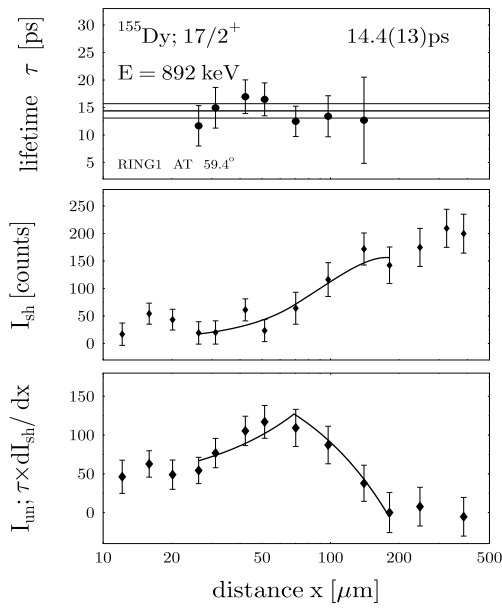 lifetime τ [ps]
35
30
25
20
15
10
5
¹⁵⁵Dy; 17/2⁺ 14.4(13)ps
E = 892 keV
RING1 AT 59.4°
I_sh [counts]
250
200
150
100
50
0
I_un; τ×dI_sh/ dx
150
100
50
0
10 20 50 100 200 500
distance x [μm]